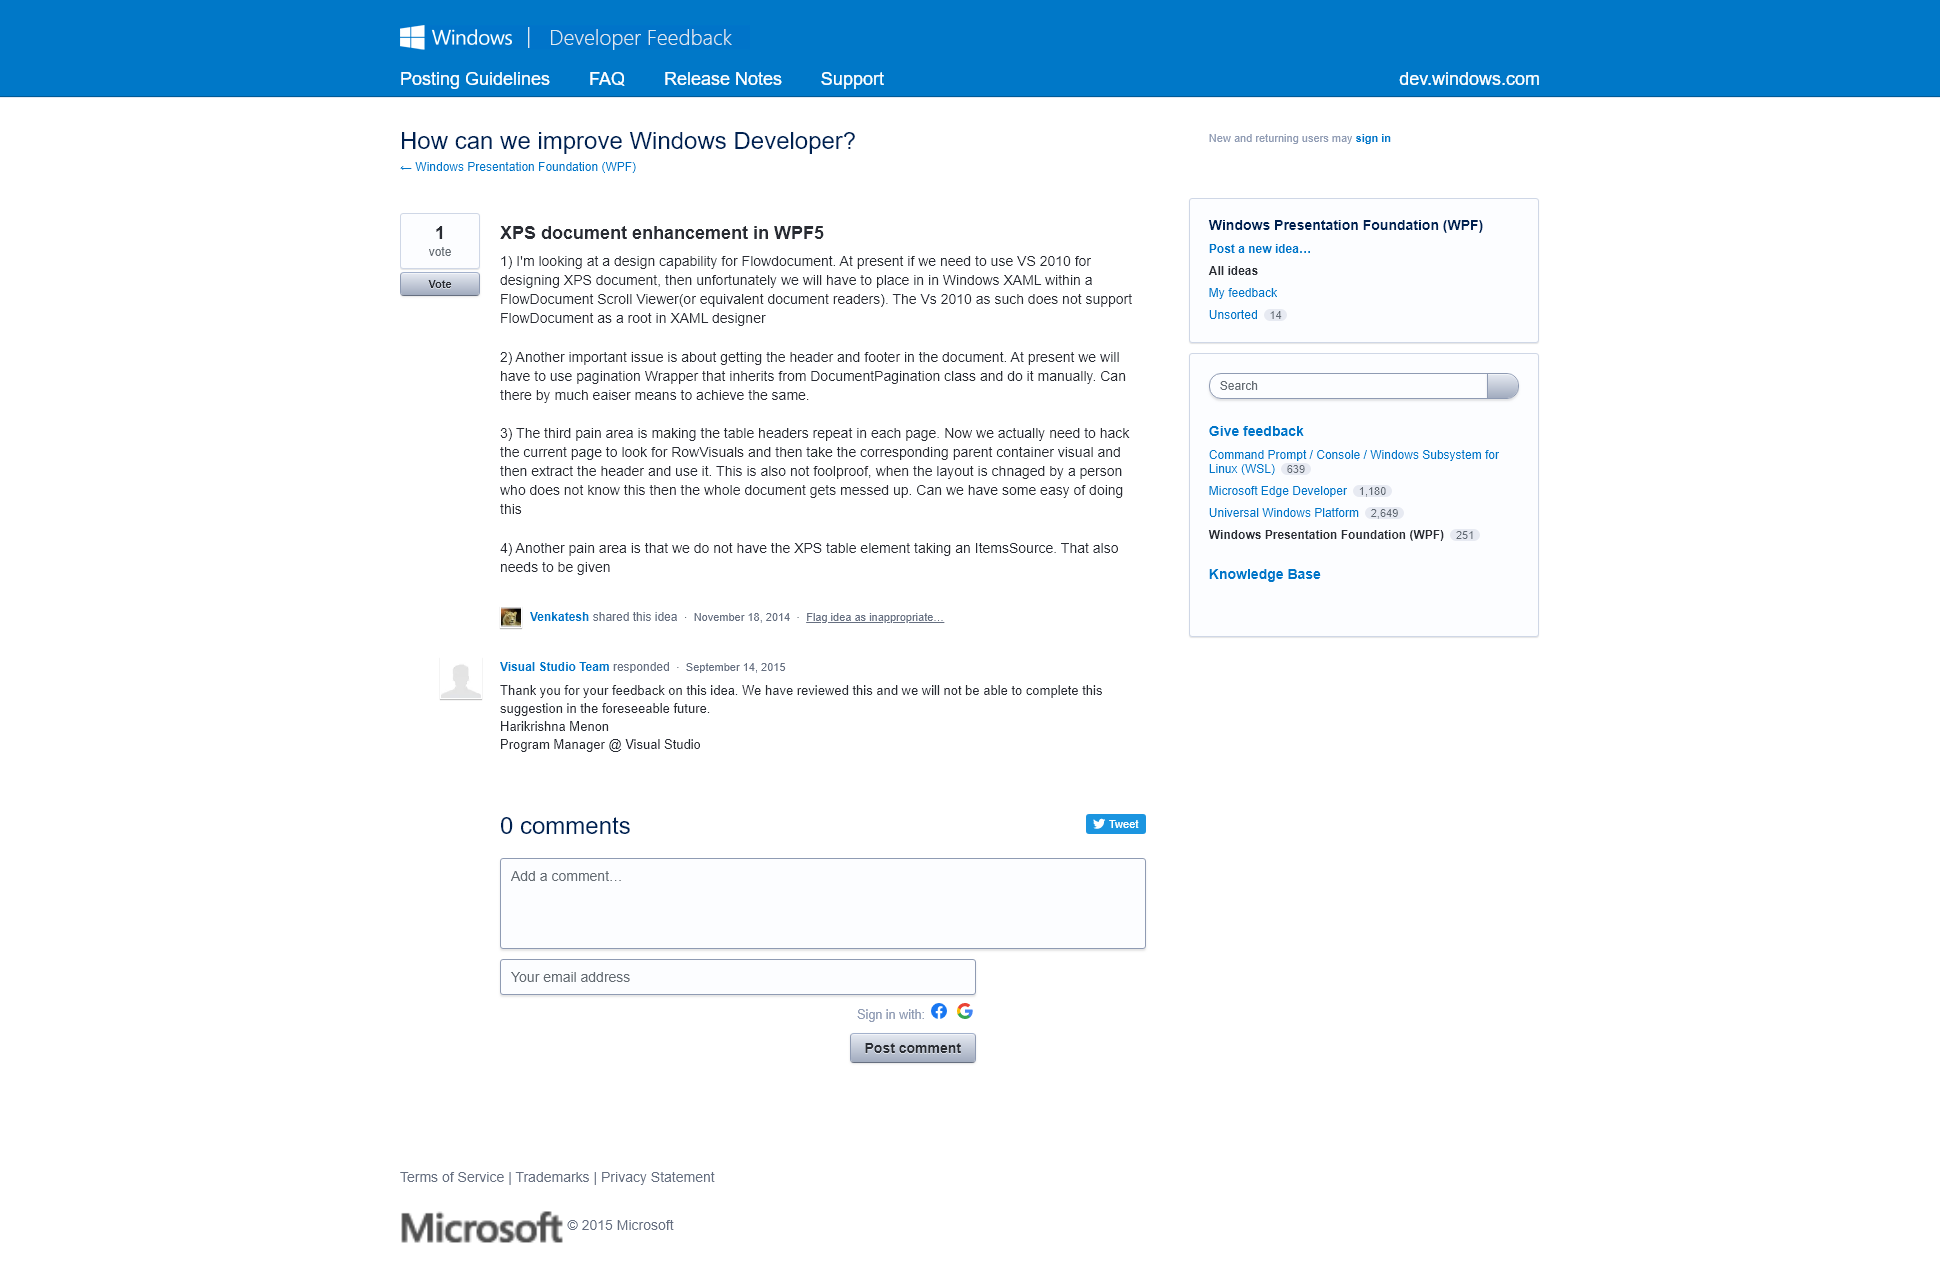 Windows | Developer Feedback
Posting Guidelines FAQ Release Notes Support dev.windows.com
How can we improve Windows Developer?
← Windows Presentation Foundation (WPF)
New and returning users may sign in
1
vote
Vote
XPS document enhancement in WPF5
1) I'm looking at a design capability for Flowdocument. At present if we need to use VS 2010 for
designing XPS document, then unfortunately we will have to place in in Windows XAML within a
FlowDocument Scroll Viewer(or equivalent document readers). The Vs 2010 as such does not support
FlowDocument as a root in XAML designer
2) Another important issue is about getting the header and footer in the document. At present we will
have to use pagination Wrapper that inherits from DocumentPagination class and do it manually. Can
there by much eaiser means to achieve the same.
3) The third pain area is making the table headers repeat in each page. Now we actually need to hack
the current page to look for RowVisuals and then take the corresponding parent container visual and
then extract the header and use it. This is also not foolproof, when the layout is chnaged by a person
who does not know this then the whole document gets messed up. Can we have some easy of doing
this
4) Another pain area is that we do not have the XPS table element taking an ItemsSource. That also
needs to be given
Venkatesh shared this idea · November 18, 2014 · Flag idea as inappropriate…
Visual Studio Team responded · September 14, 2015
Thank you for your feedback on this idea. We have reviewed this and we will not be able to complete this
suggestion in the foreseeable future.
Harikrishna Menon
Program Manager @ Visual Studio
0 comments
Tweet
Add a comment…
Your email address
Sign in with:
Post comment
Windows Presentation Foundation (WPF)
Post a new idea…
All ideas
My feedback
Unsorted 14
Search
Give feedback
Command Prompt / Console / Windows Subsystem for
Linux (WSL) 639
Microsoft Edge Developer 1,180
Universal Windows Platform 2,649
Windows Presentation Foundation (WPF) 251
Knowledge Base
Terms of Service | Trademarks | Privacy Statement
Microsoft © 2015 Microsoft